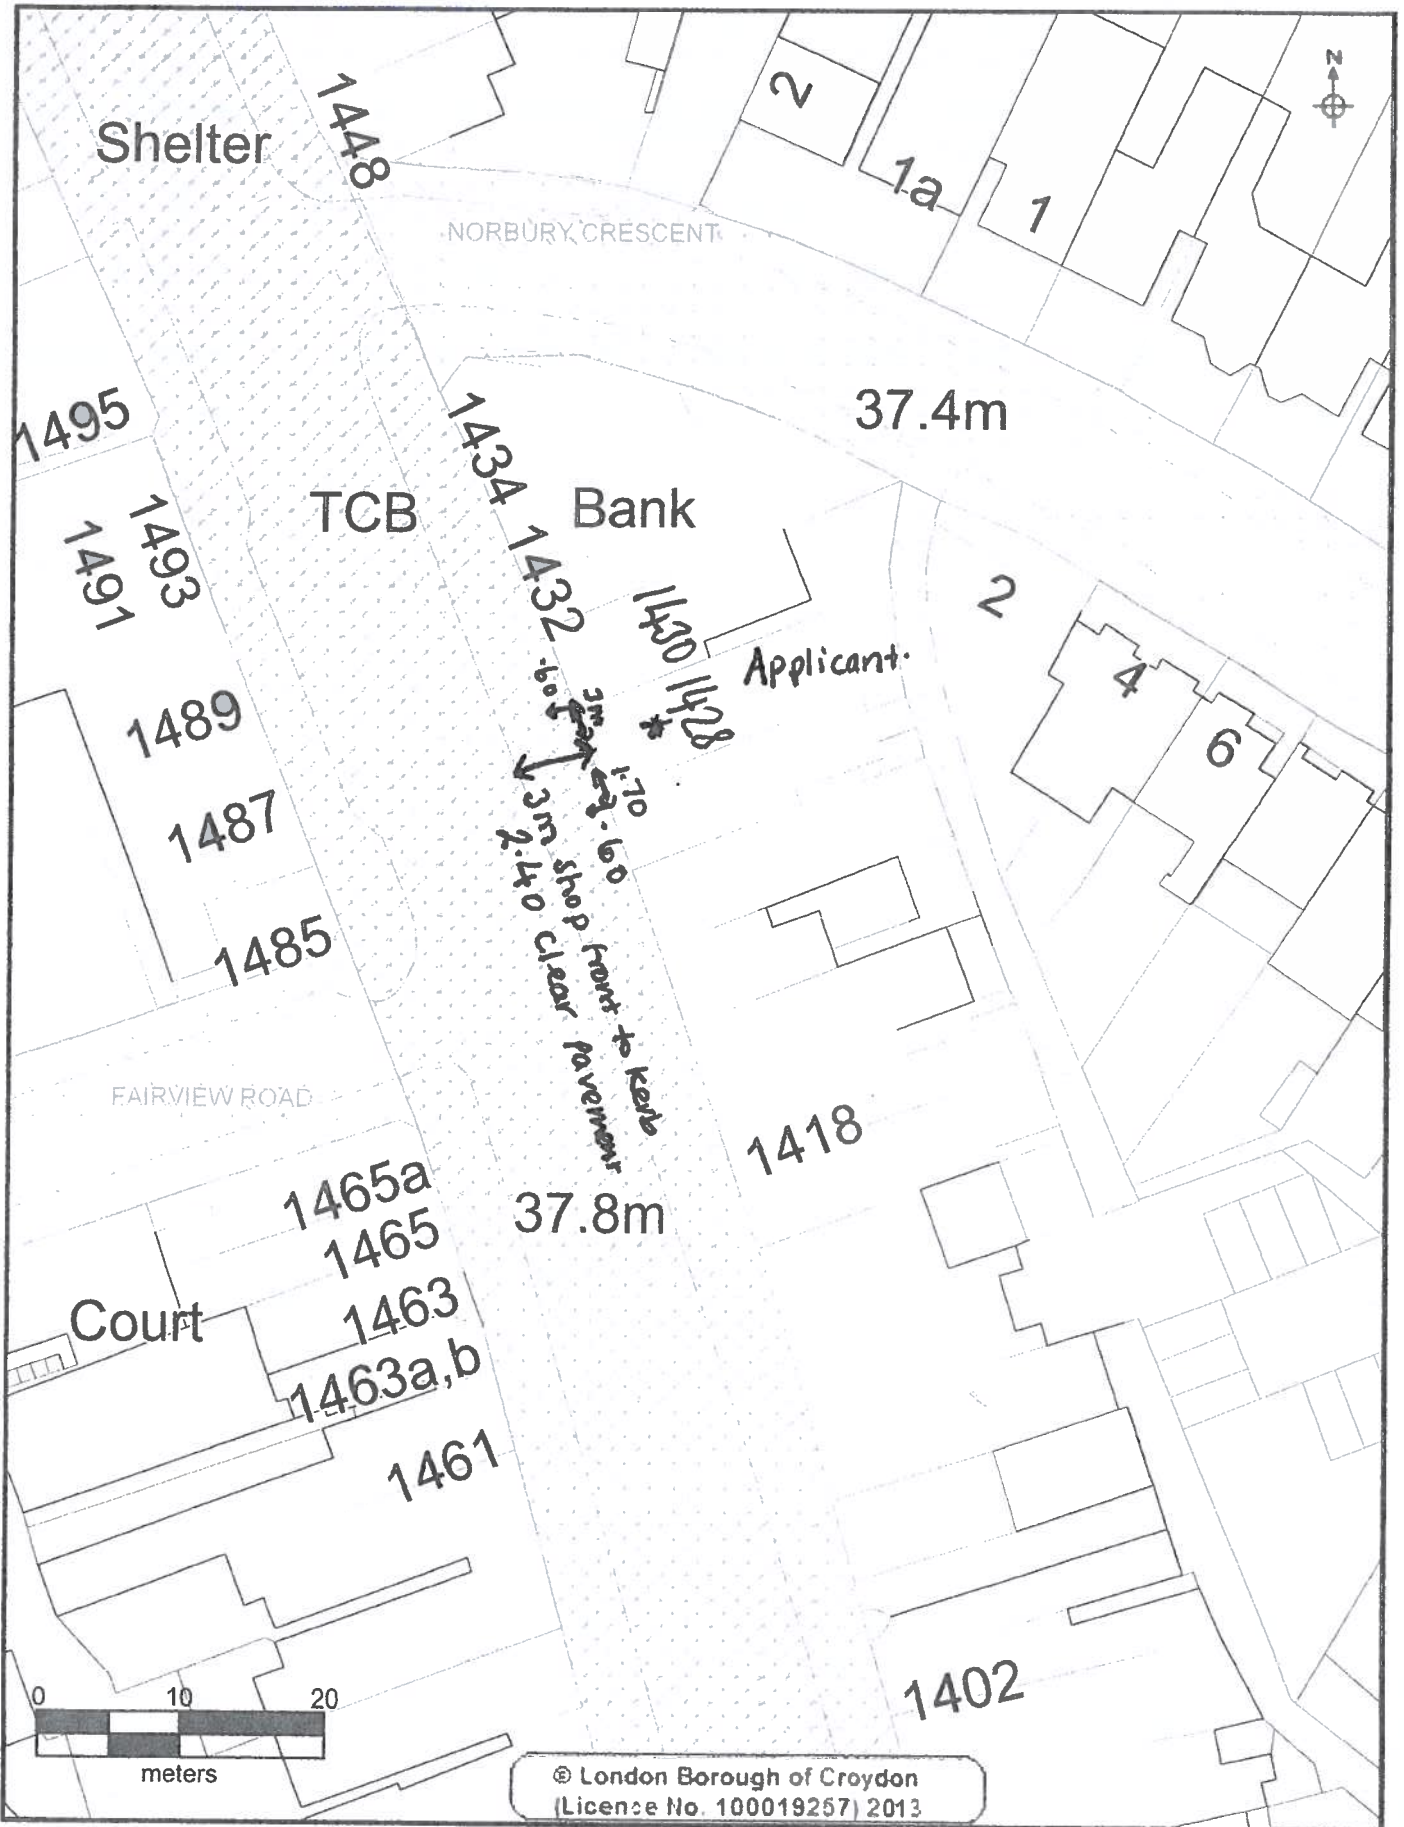 N
2
1448
Shelter
1a
1
NORBURY CRESCENT
37.4m
1495
1434
TCB
Bank
1493
1491
1432
1430
2
Applicant.
4
.60
3m
1428
1489
6
1.70
.60
1487
3m shop front to kerb
2.40 clear pavement
1485
FAIRVIEW ROAD
1418
1465a
37.8m
1465
1463
Court
1463a,b
1461
1402
0 10 20
meters
© London Borough of Croydon
(Licence No. 100019257) 2013